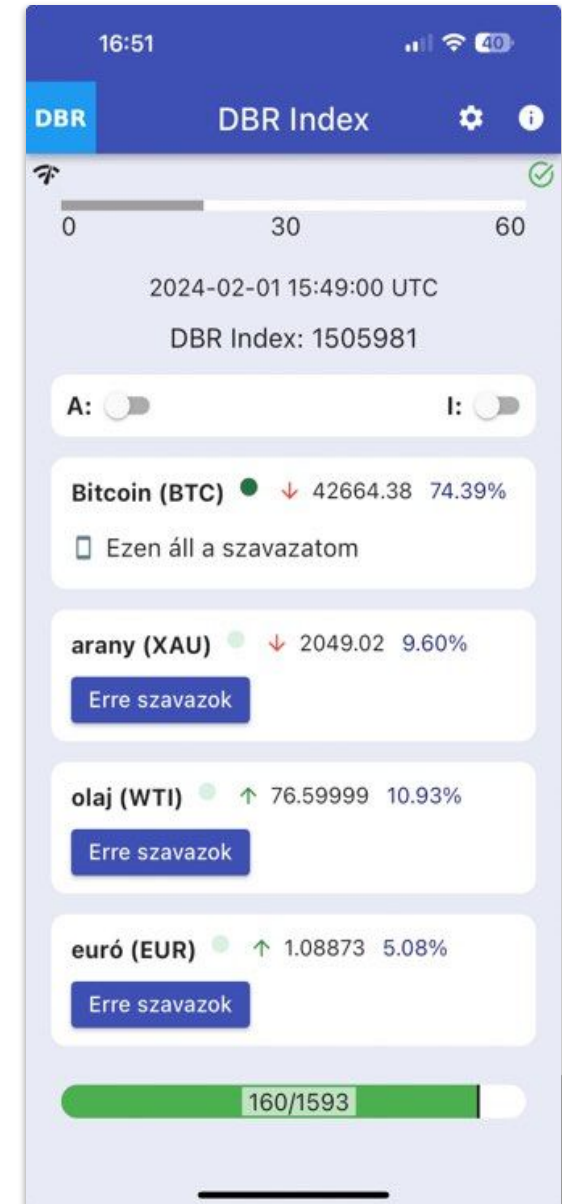 16:51
40
DBR
DBR Index
0 30 60
2024-02-01 15:49:00 UTC
DBR Index: 1505981
A: I:
Bitcoin (BTC) ↓ 42664.38 74.39%
Ezen áll a szavazatom
arany (XAU) ↓ 2049.02 9.60%
Erre szavazok
olaj (WTI) ↑ 76.59999 10.93%
Erre szavazok
euró (EUR) ↑ 1.08873 5.08%
Erre szavazok
160/1593